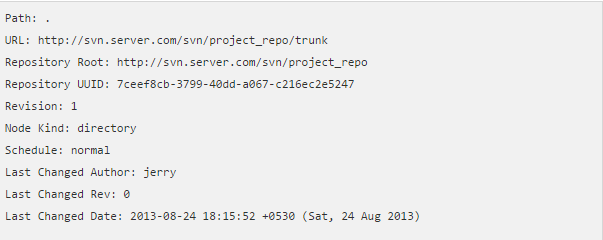 Path: .
URL: http://svn.server.com/svn/project_repo/trunk
Repository Root: http://svn.server.com/svn/project_repo
Repository UUID: 7ceef8cb-3799-40dd-a067-c216ec2e5247
Revision: 1
Node Kind: directory
Schedule: normal
Last Changed Author: jerry
Last Changed Rev: 0
Last Changed Date: 2013-08-24 18:15:52 +0530 (Sat, 24 Aug 2013)